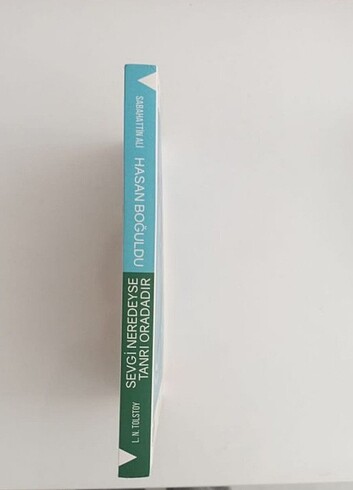 SABAHATTİN ALİ
HASAN BOĞULDU
SEVGİ NEREDEYSE
TANRI ORADADIR
L. N. TOLSTOY